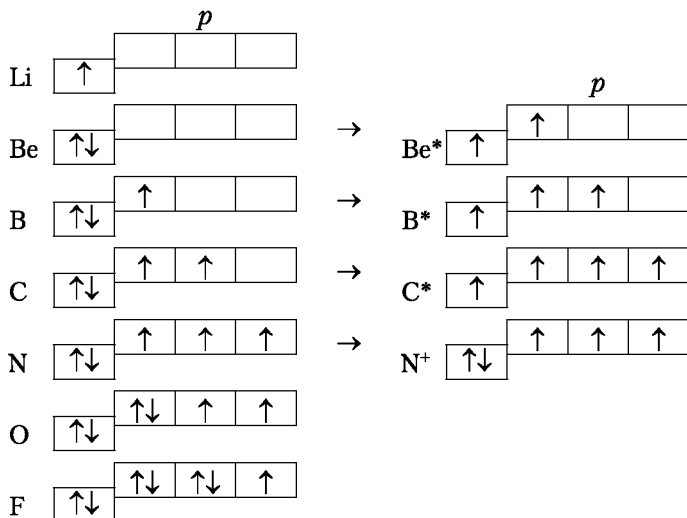 p
Li ↑
p
Be ↑↓ → Be* ↑ ↑
B ↑↓ ↑ → B* ↑ ↑ ↑
C ↑↓ ↑ ↑ → C* ↑ ↑ ↑ ↑
N ↑↓ ↑ ↑ ↑ → N⁺ ↑↓ ↑ ↑ ↑
O ↑↓ ↑↓ ↑ ↑
F ↑↓ ↑↓ ↑↓ ↑